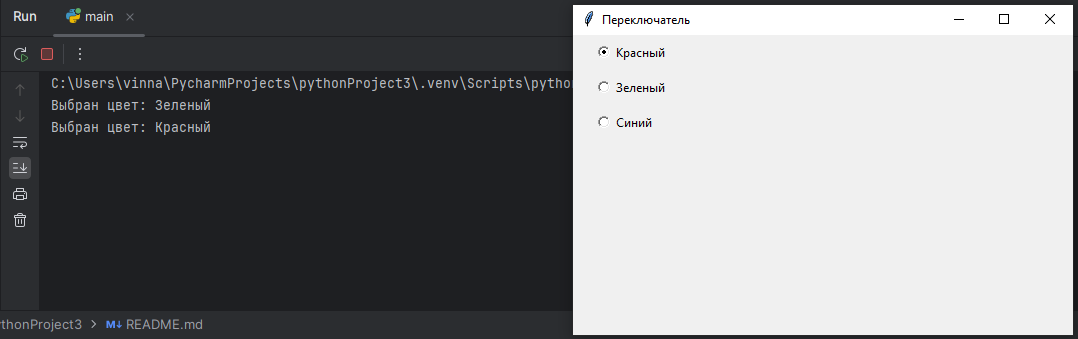 Run
main
C:\Users\vinna\PycharmProjects\pythonProject3\.venv\Scripts\python
Выбран цвет: Зеленый
Выбран цвет: Красный
thonProject3 > README.md
Переключатель
Красный
Зеленый
Синий